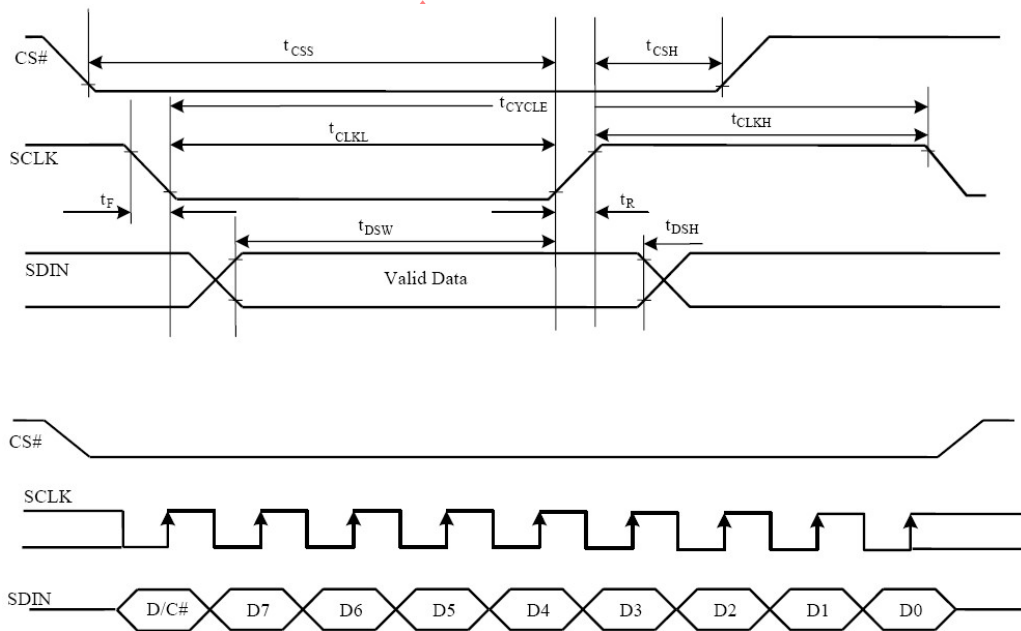 CS#
tCSS
tCSH
tCYCLE
tCLKL
tCLKH
SCLK
tF
tR
tDSW
tDSH
SDIN
Valid Data
CS#
SCLK
SDIN
D/C# D7 D6 D5 D4 D3 D2 D1 D0